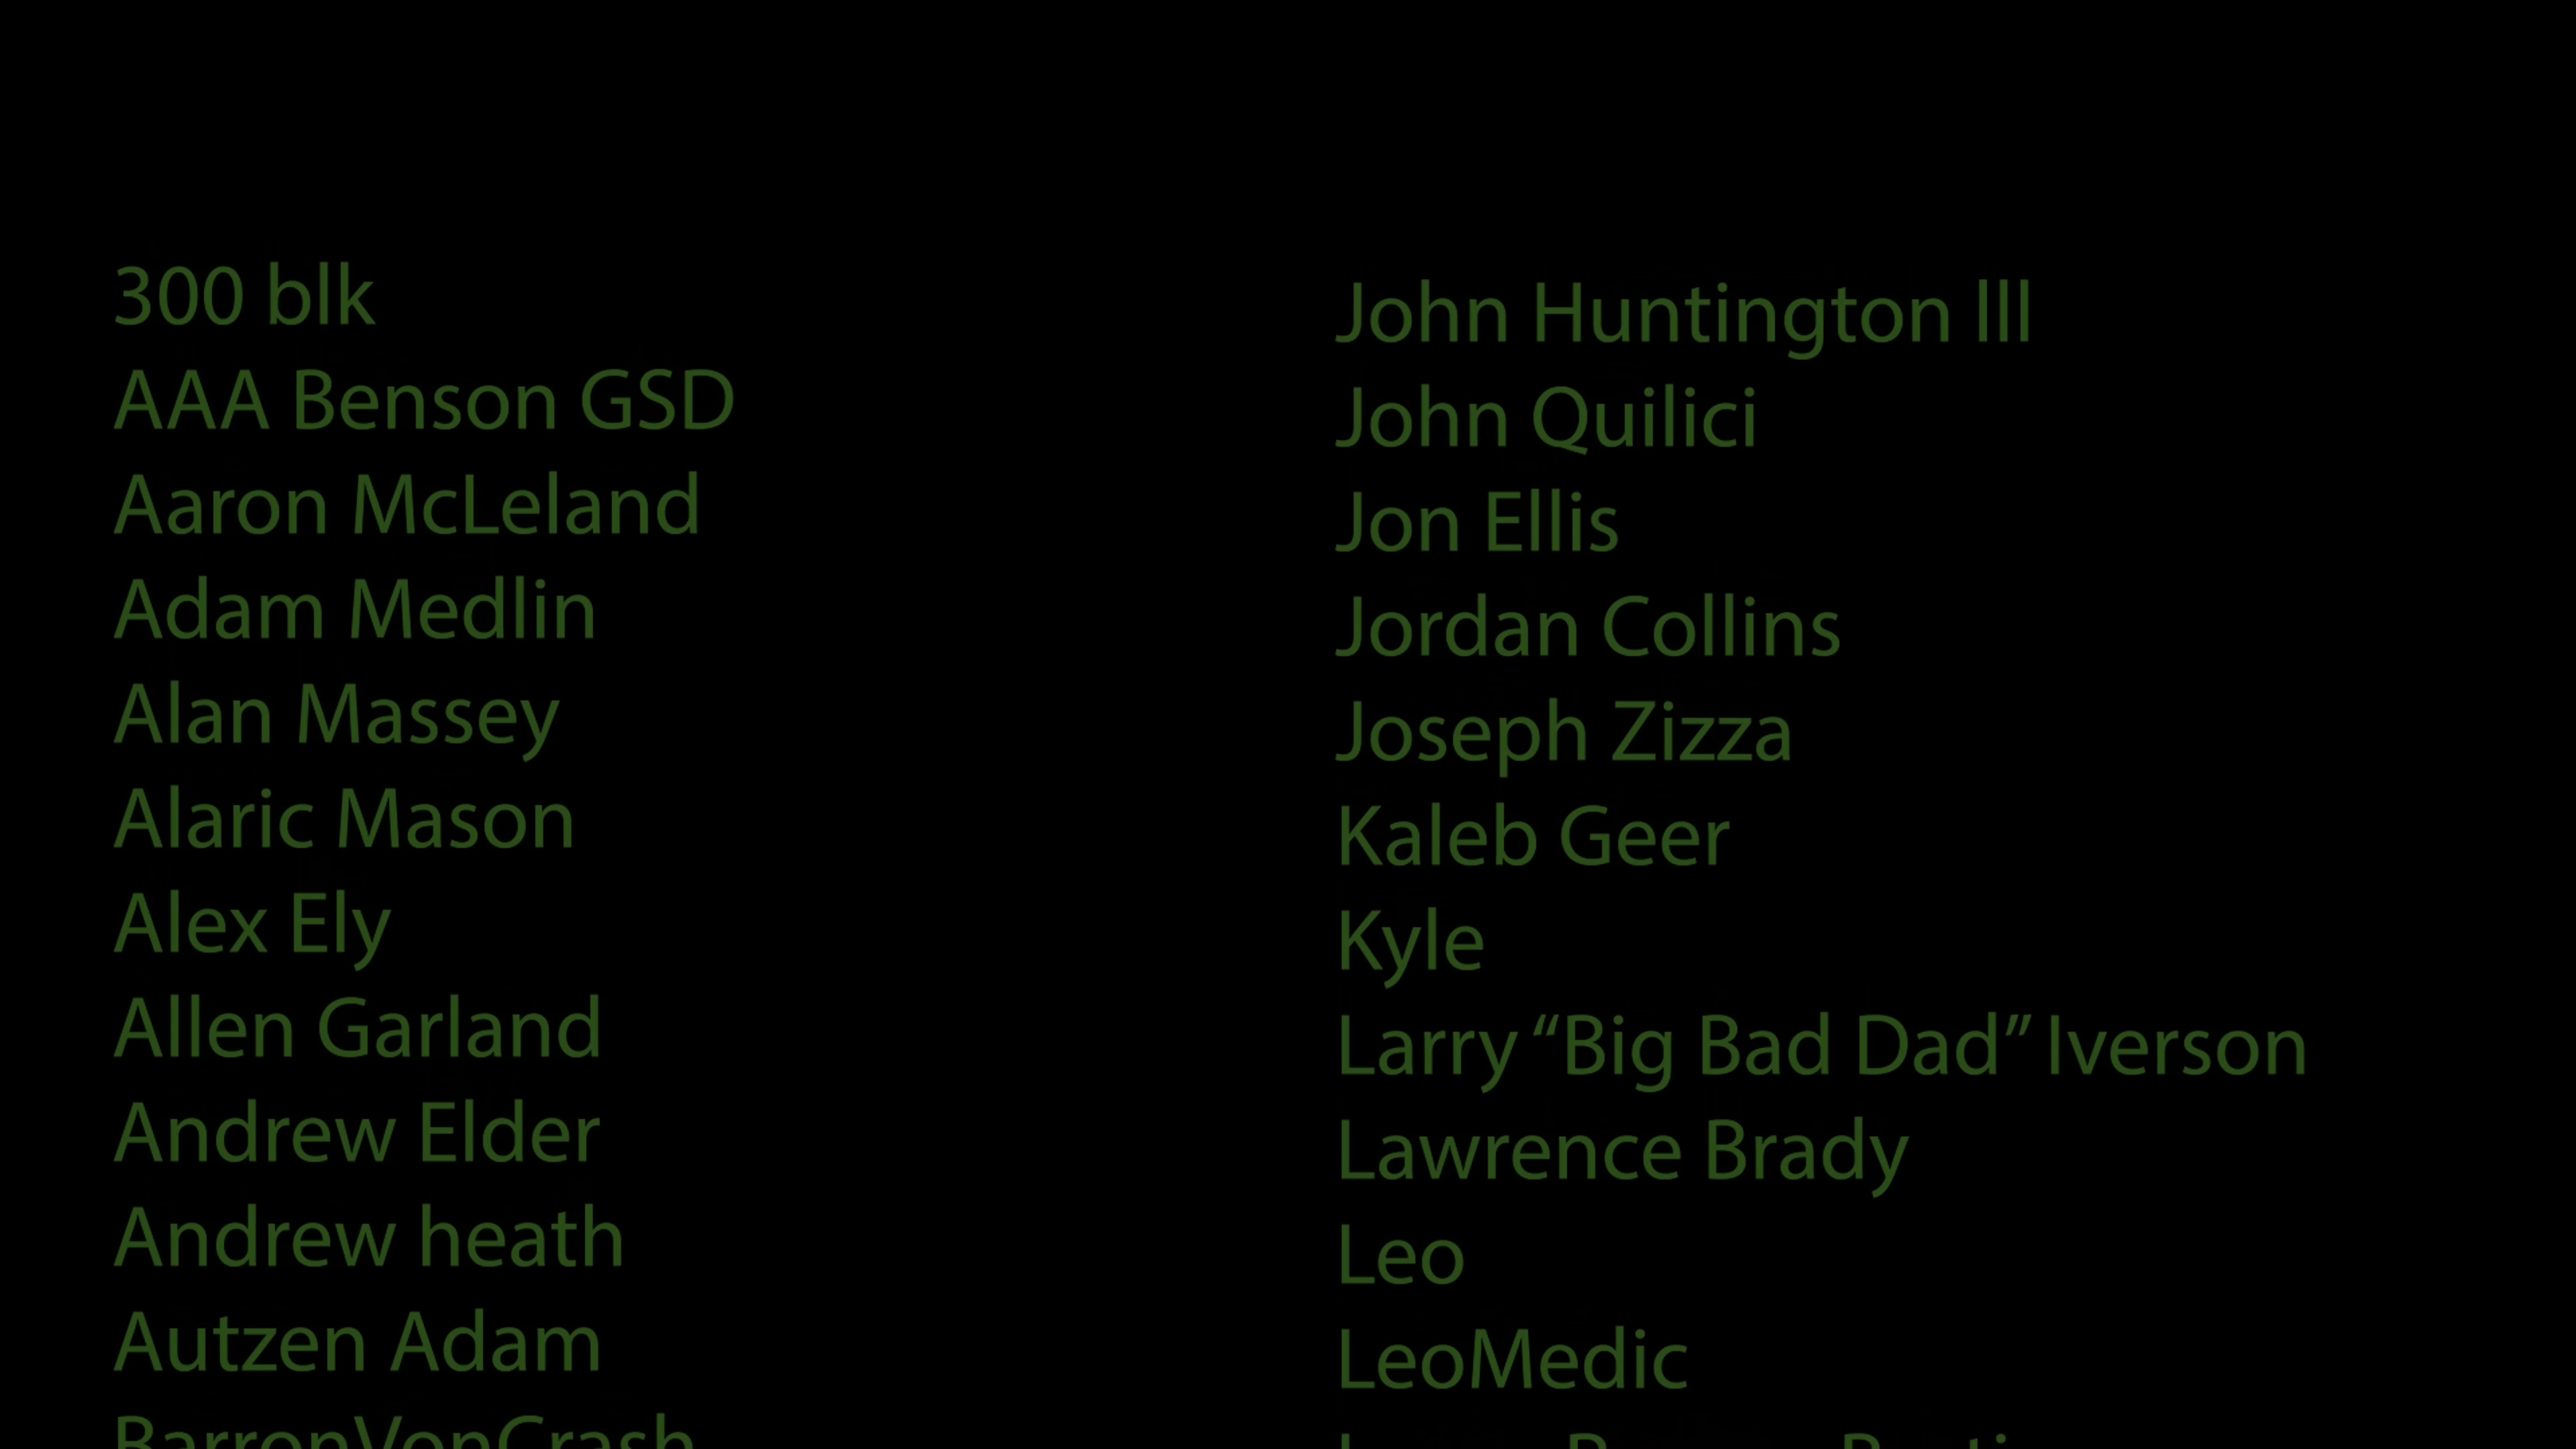 300 blk
AAA Benson GSD
Aaron McLeland
Adam Medlin
Alan Massey
Alaric Mason
Alex Ely
Allen Garland
Andrew Elder
Andrew heath
Autzen Adam
BarronVonCrash
John Huntington lll
John Quilici
Jon Ellis
Jordan Collins
Joseph Zizza
Kaleb Geer
Kyle
Larry “Big Bad Dad” Iverson
Lawrence Brady
Leo
LeoMedic